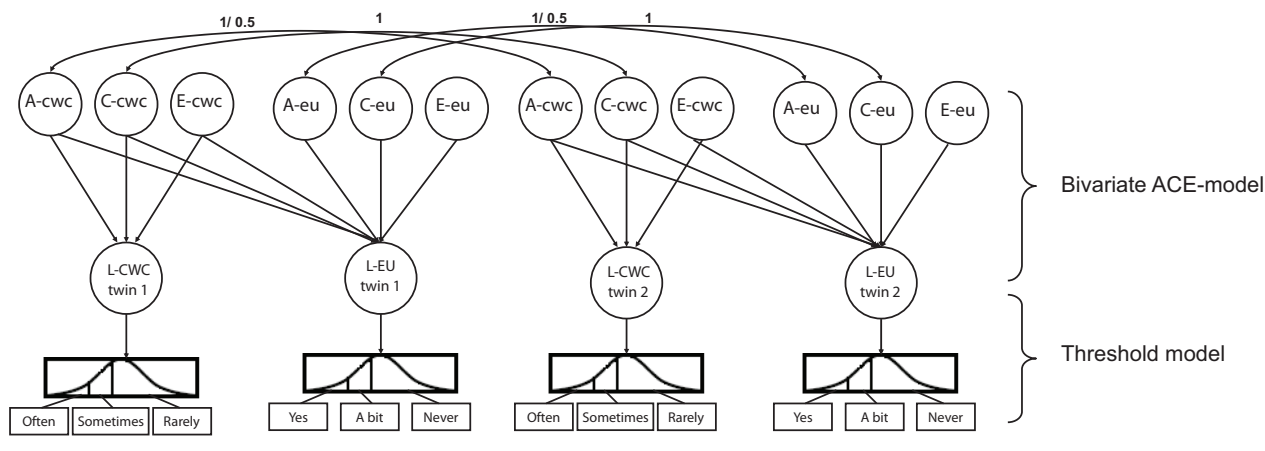 1/ 0.5
1
1/ 0.5
1
A-cwc
C-cwc
E-cwc
A-eu
C-eu
E-eu
A-cwc
C-cwc
E-cwc
A-eu
C-eu
E-eu
Bivariate ACE-model
L-CWC
twin 1
L-EU
twin 1
L-CWC
twin 2
L-EU
twin 2
Threshold model
Often
Sometimes
Rarely
Yes
A bit
Never
Often
Sometimes
Rarely
Yes
A bit
Never